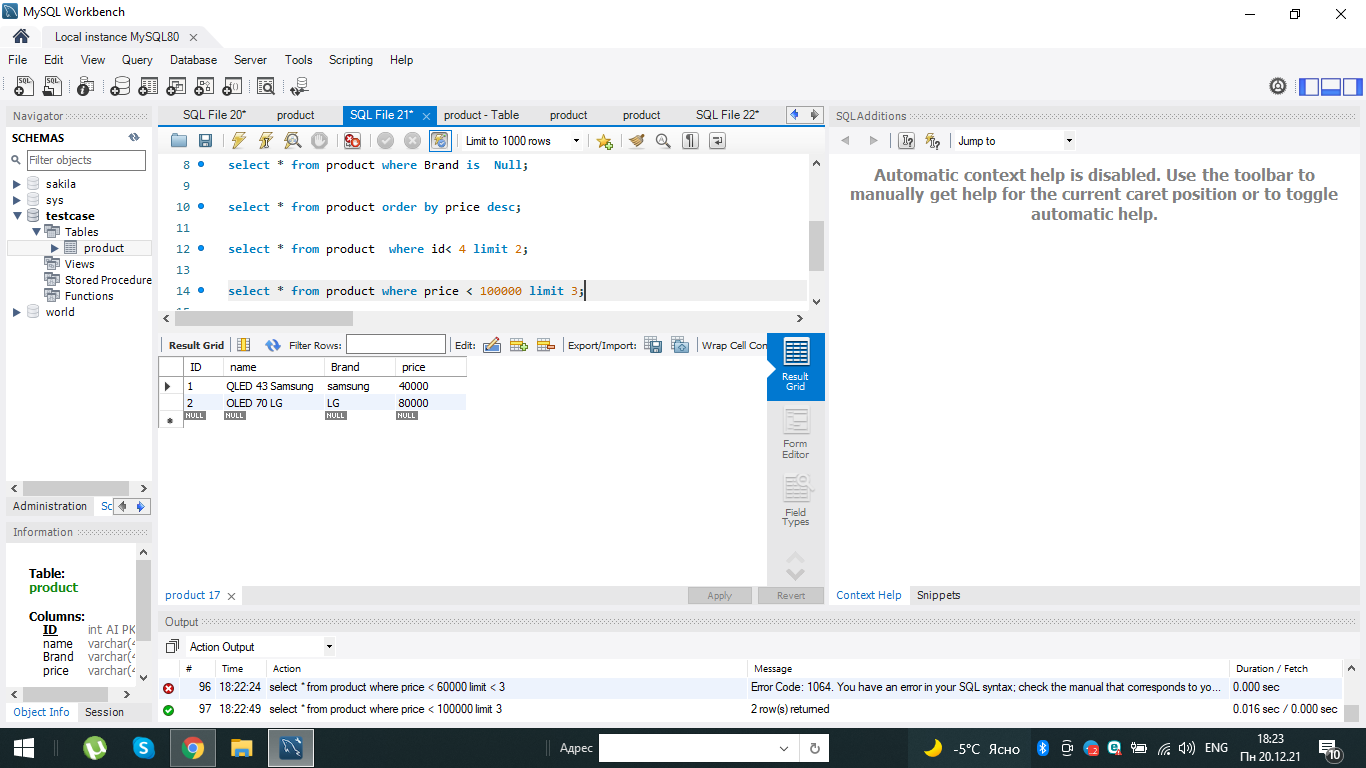 MySQL Workbench
Local instance MySQL80
File Edit View Query Database Server Tools Scripting Help
Navigator
SCHEMAS
Filter objects
sakila
sys
testcase
Tables
product
Views
Stored Procedure
Functions
world
Administration Sc
Information
Table:
product
Columns:
ID int AI PK
name varchar(4
Brand varchar(4
price varchar(4
Object Info Session
SQL File 20* product SQL File 21* product - Table product product SQL File 22*
Limit to 1000 rows
8 select * from product where Brand is  Null;
9
10 select * from product order by price desc;
11
12 select * from product  where id< 4 limit 2;
13
14 select * from product where price < 100000 limit 3;
Result Grid Filter Rows: Edit: Export/Import: Wrap Cell Con
ID name Brand price
1 QLED 43 Samsung samsung 40000
2 OLED 70 LG LG 80000
NULL NULL NULL NULL
Result
Grid
Form
Editor
Field
Types
product 17 Apply Revert
SQLAdditions
Jump to
Automatic context help is disabled. Use the toolbar to
manually get help for the current caret position or to toggle
automatic help.
Context Help Snippets
Output
Action Output
# Time Action Message Duration / Fetch
96 18:22:24 select * from product where price < 60000 limit < 3 Error Code: 1064. You have an error in your SQL syntax; check the manual that corresponds to yo... 0.000 sec
97 18:22:49 select * from product where price < 100000 limit 3 2 row(s) returned 0.016 sec / 0.000 sec
Адрес -5°C Ясно ENG
18:23
Пн 20.12.21
10